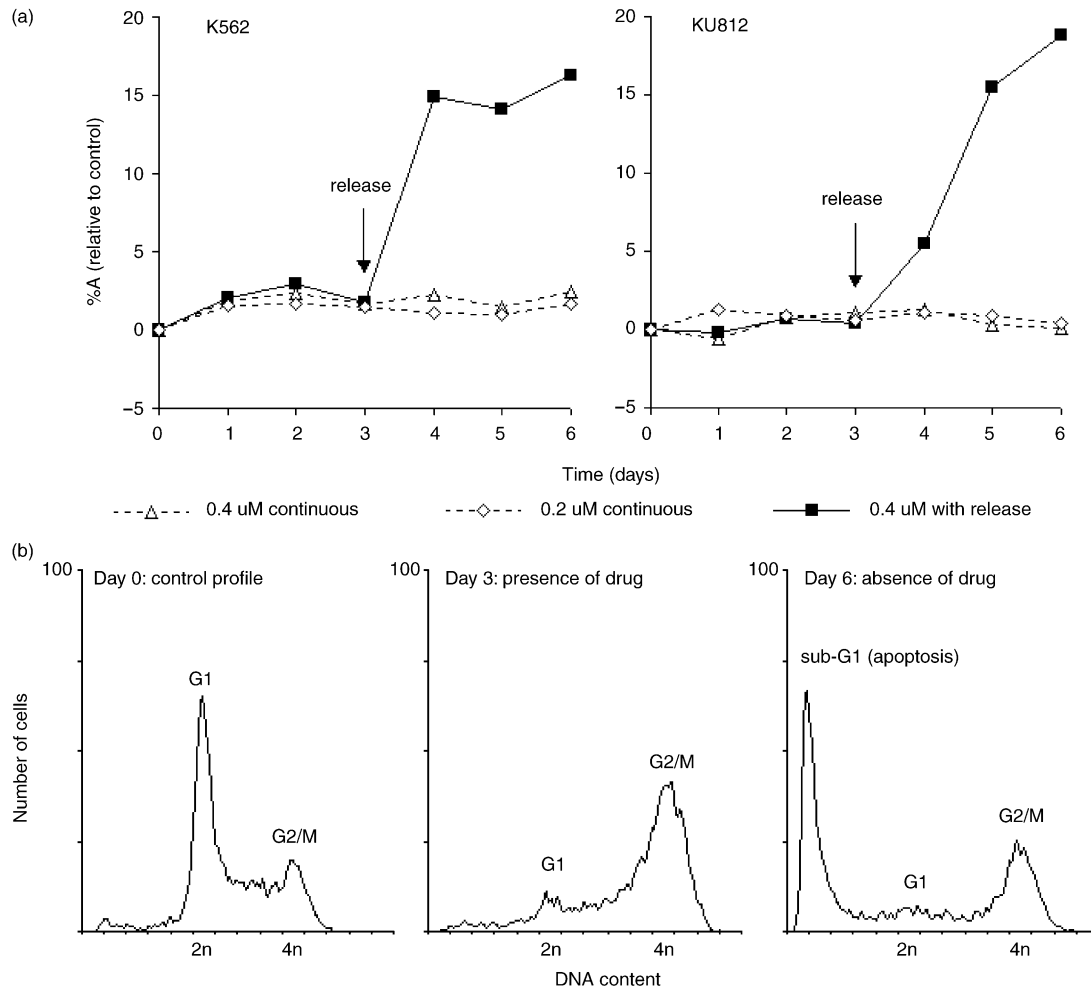 (a)
K562
KU812
%A (relative to control)
20
15
10
5
0
−5
release
0 1 2 3 4 5 6
20
15
10
5
0
−5
release
0 1 2 3 4 5 6
Time (days)
0.4 uM continuous
0.2 uM continuous
0.4 uM with release
(b)
Number of cells
100
Day 0: control profile
G1
G2/M
2n 4n
100
Day 3: presence of drug
G1
G2/M
2n 4n
100
Day 6: absence of drug
sub-G1 (apoptosis)
G1
G2/M
2n 4n
DNA content